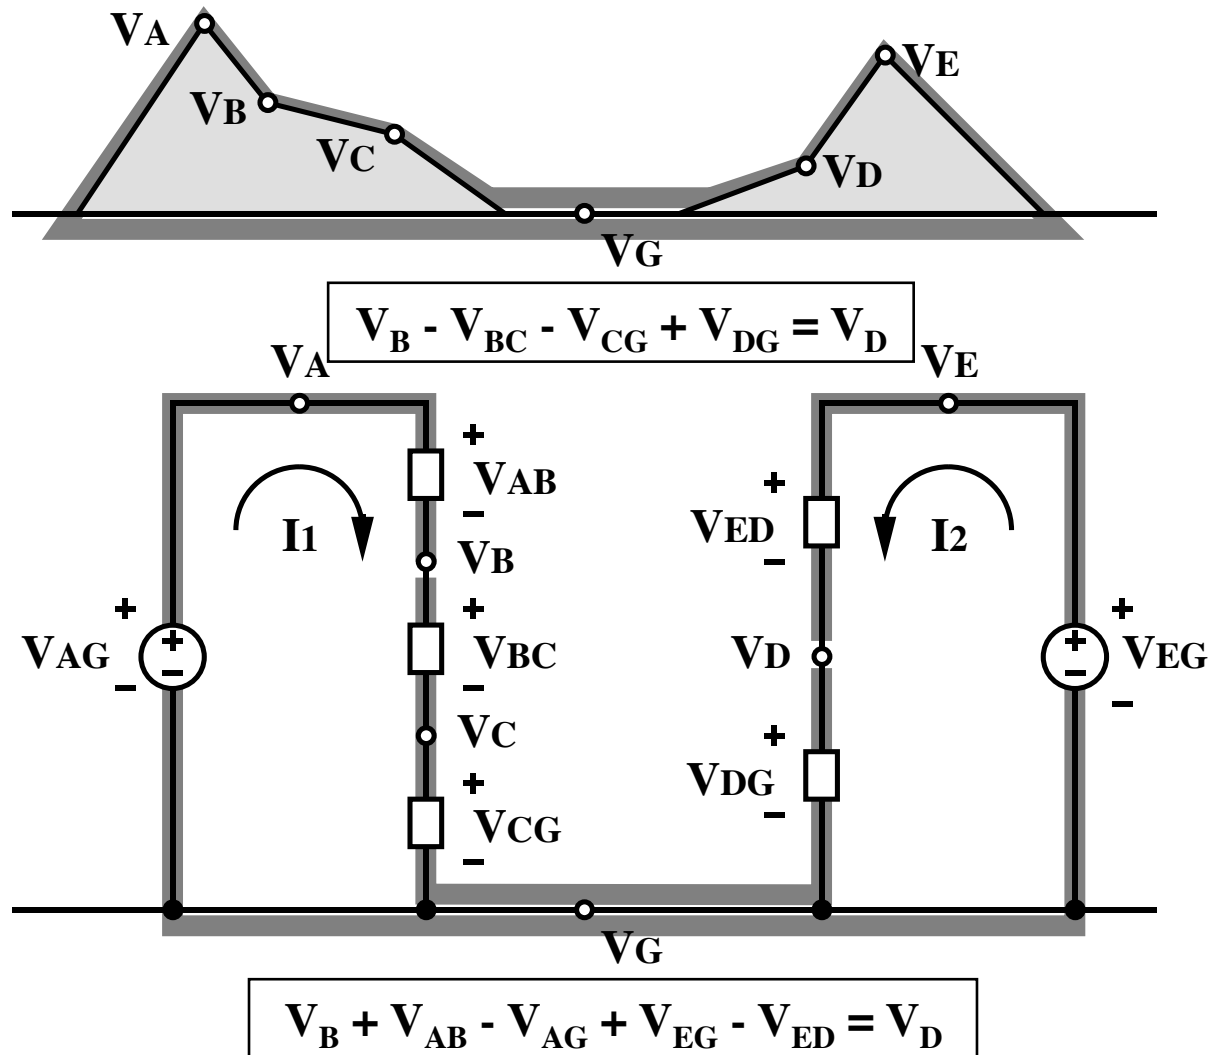 VA
VE
VB
VC
VD
VG
VB - VBC - VCG + VDG = VD
VA
VE
+
VAB
−
+
VED
−
I1
I2
VB
+
VAG
−
+
−
+
VBC
−
VD
+
−
+
VEG
−
VC
+
VDG
−
+
VCG
−
VG
VB + VAB - VAG + VEG - VED = VD